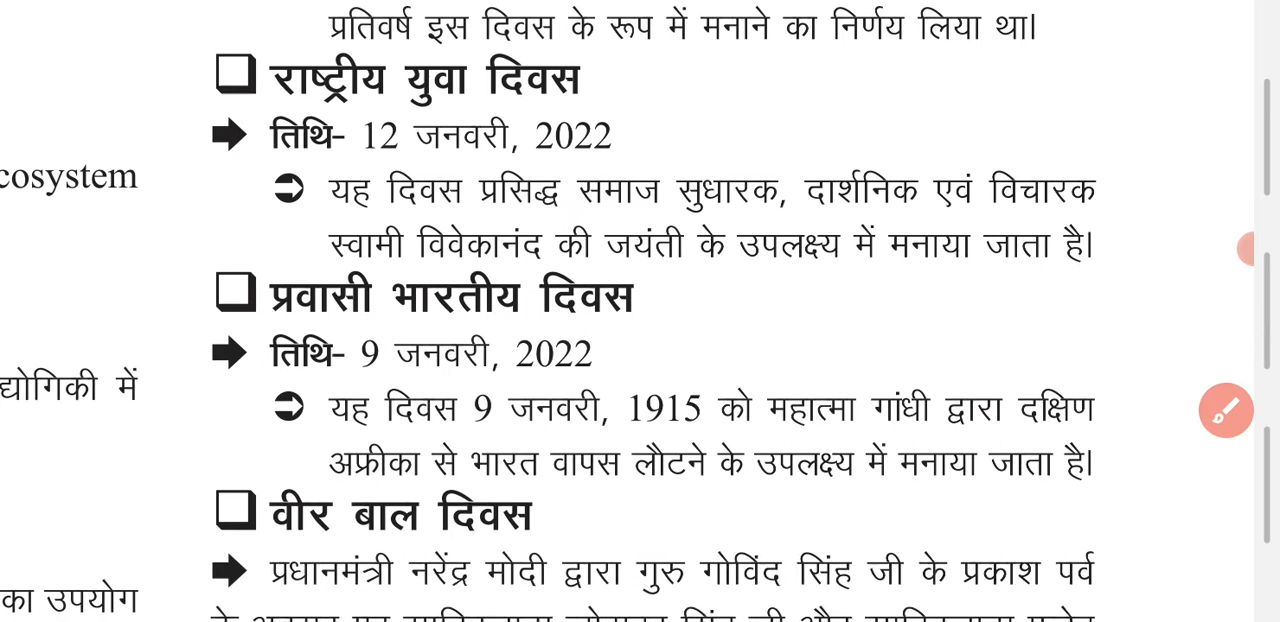 प्रतिवर्ष इस दिवस के रूप में मनाने का निर्णय लिया था।
राष्ट्रीय युवा दिवस
तिथि- 12 जनवरी, 2022
cosystem
यह दिवस प्रसिद्ध समाज सुधारक, दार्शनिक एवं विचारक
स्वामी विवेकानंद की जयंती के उपलक्ष्य में मनाया जाता है।
प्रवासी भारतीय दिवस
तिथि- 9 जनवरी, 2022
द्योगिकी में
यह दिवस 9 जनवरी, 1915 को महात्मा गांधी द्वारा दक्षिण
अफ्रीका से भारत वापस लौटने के उपलक्ष्य में मनाया जाता है।
वीर बाल दिवस
प्रधानमंत्री नरेंद्र मोदी द्वारा गुरु गोविंद सिंह जी के प्रकाश पर्व
का उपयोग